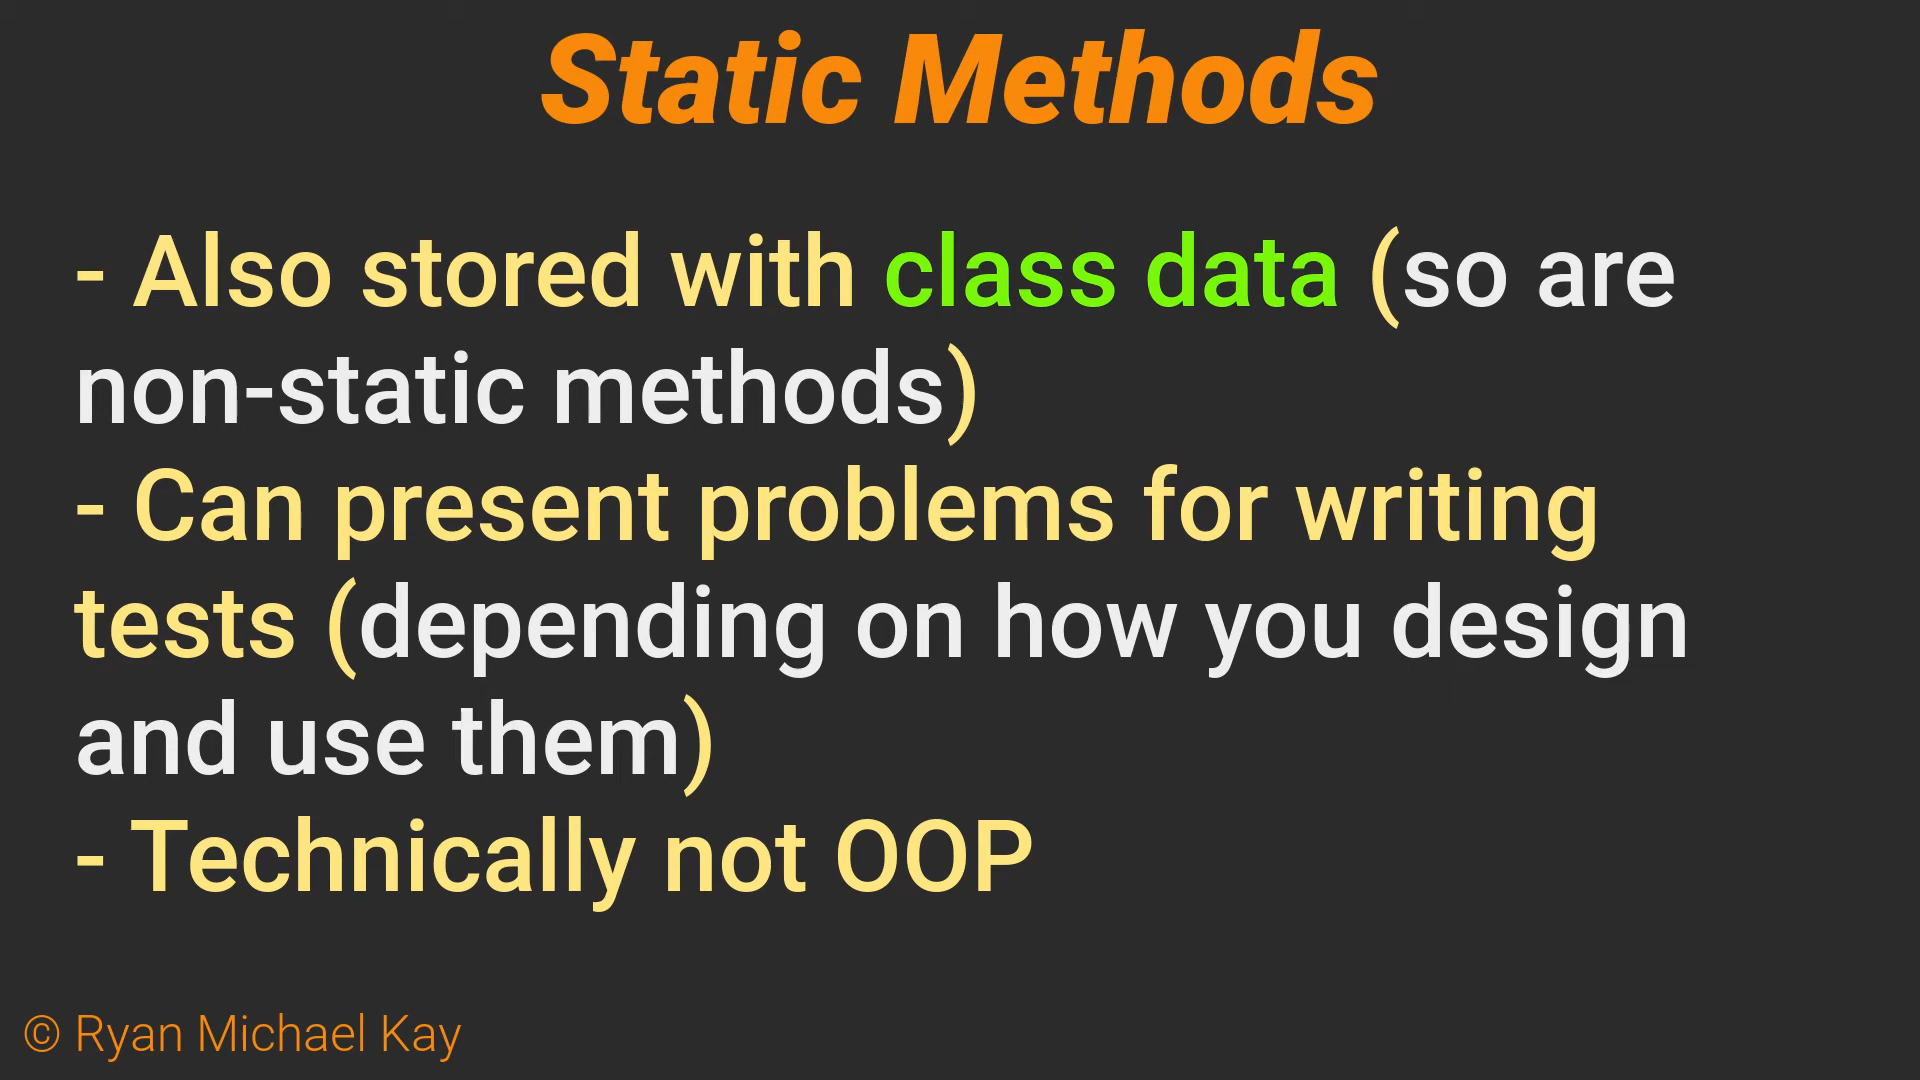 Static Methods
- Also stored with class data (so are
non-static methods)
- Can present problems for writing
tests (depending on how you design
and use them)
- Technically not OOP
© Ryan Michael Kay